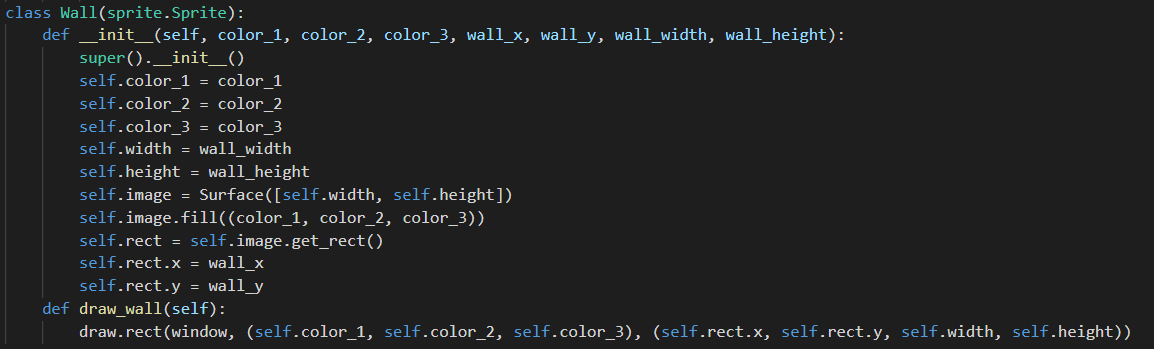 class Wall(sprite.Sprite):
    def __init__(self, color_1, color_2, color_3, wall_x, wall_y, wall_width, wall_height):
        super().__init__()
        self.color_1 = color_1
        self.color_2 = color_2
        self.color_3 = color_3
        self.width = wall_width
        self.height = wall_height
        self.image = Surface([self.width, self.height])
        self.image.fill((color_1, color_2, color_3))
        self.rect = self.image.get_rect()
        self.rect.x = wall_x
        self.rect.y = wall_y
    def draw_wall(self):
        draw.rect(window, (self.color_1, self.color_2, self.color_3), (self.rect.x, self.rect.y, self.width, self.height))